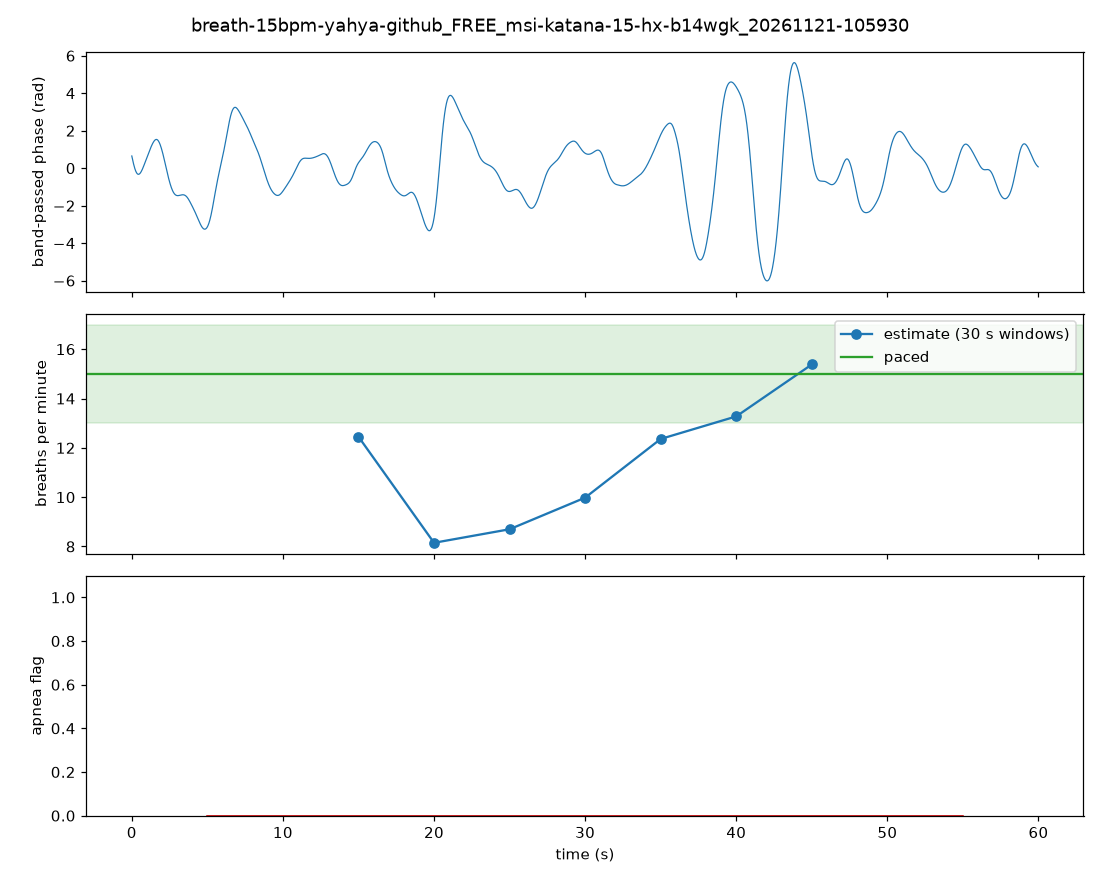 breath-15bpm-yahya-github_FREE_msi-katana-15-hx-b14wgk_20261121-105930
6
4
2
0
−2
−4
−6
band-passed phase (rad)
estimate (30 s windows)
paced
16
14
12
10
8
breaths per minute
1.0
0.8
0.6
0.4
0.2
0.0
apnea flag
0 10 20 30 40 50 60
time (s)